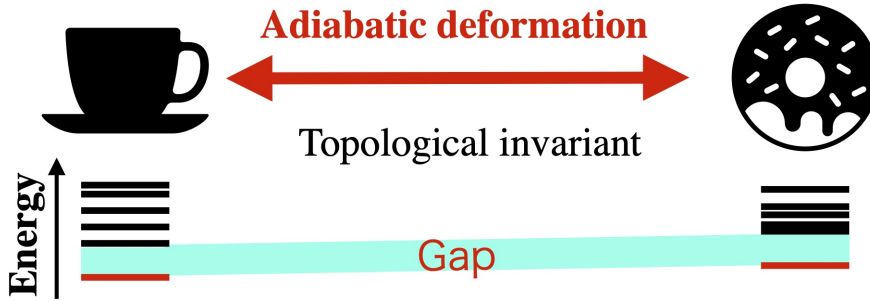 Adiabatic deformation
Topological invariant
Energy
Gap